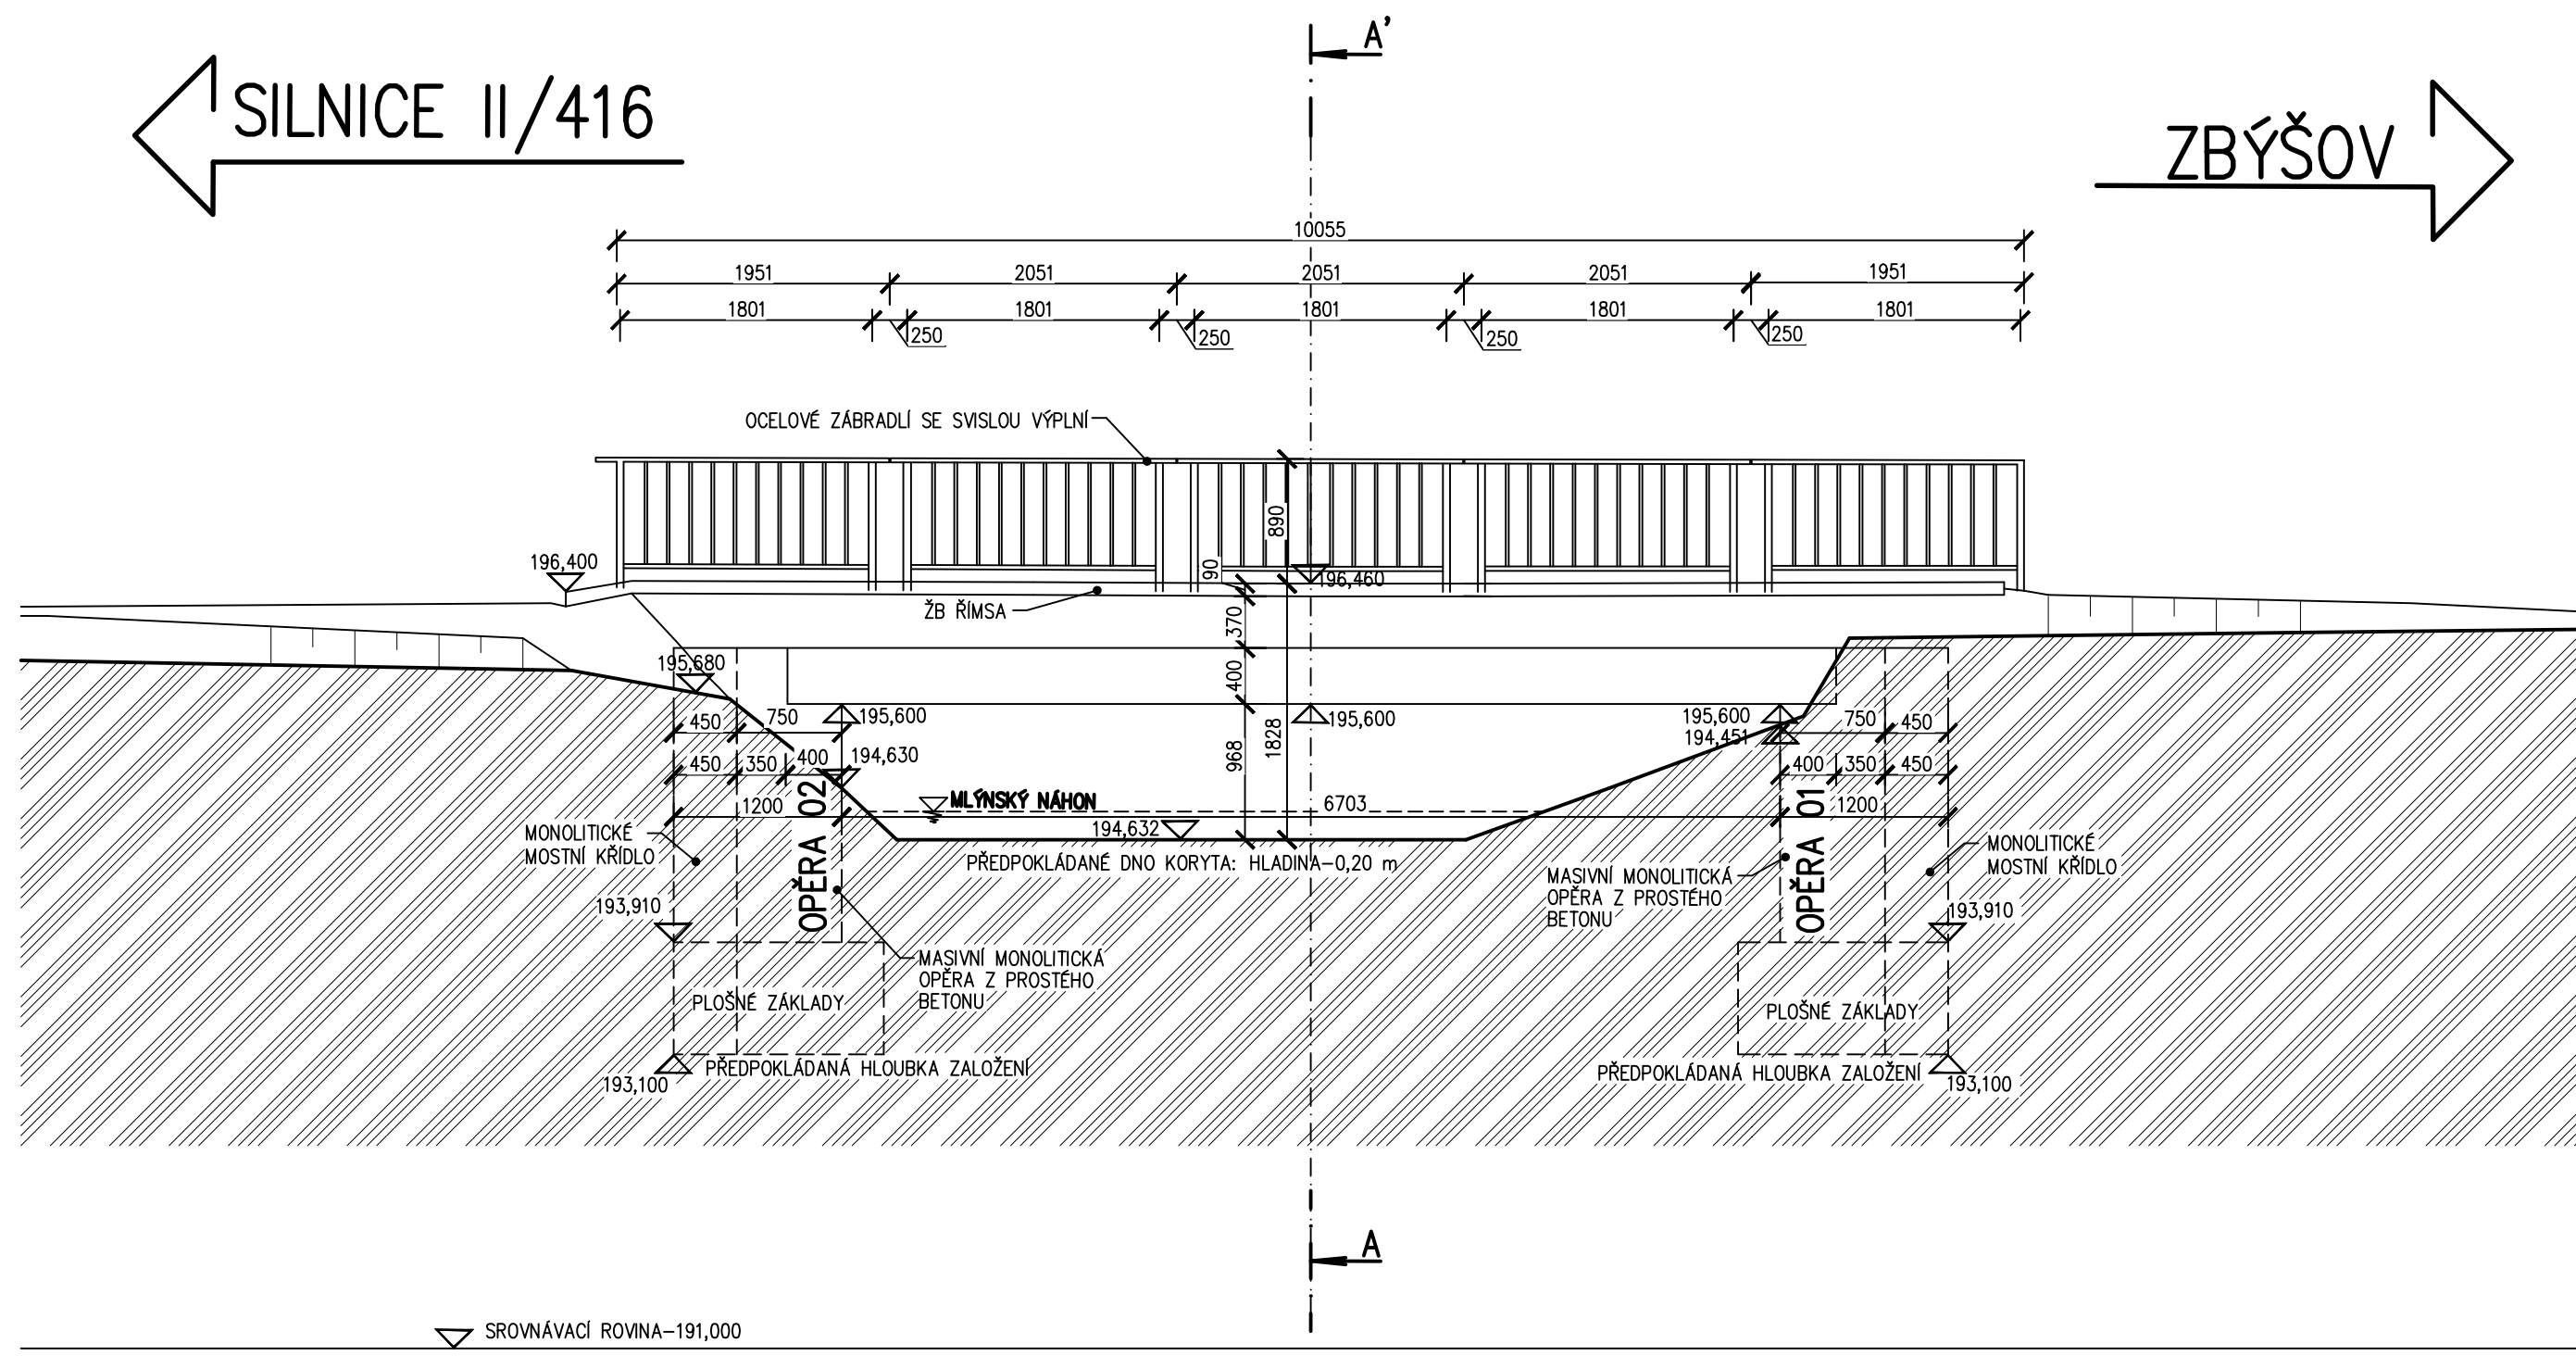 A'
SILNICE II/416
ZBÝŠOV
10055
1951
2051
2051
2051
1951
1801
1801
1801
1801
1801
250
250
250
250
OCELOVÉ ZÁBRADLÍ SE SVISLOU VÝPLNÍ
890
196,400
90
196,460
ŽB ŘÍMSA
370
195,680
400
450
750
195,600
195,600
195,600
750
450
194,451
1828
968
450
350
400
194,630
400
350
450
1200
MLÝNSKÝ NÁHON
6703
1200
194,632
OPĚRA 02
OPĚRA 01
MONOLITICKÉ
MOSTNÍ KŘÍDLO
PŘEDPOKLÁDANÉ DNO KORYTA: HLADINA-0,20 m
MONOLITICKÉ
MOSTNÍ KŘÍDLO
MASIVNÍ MONOLITICKÁ
OPĚRA Z PROSTÉHO
BETONU
193,910
193,910
MASIVNÍ MONOLITICKÁ
OPĚRA Z PROSTÉHO
BETONU
PLOŠNÉ ZÁKLADY
PLOŠNÉ ZÁKLADY
PŘEDPOKLÁDANÁ HLOUBKA ZALOŽENÍ
193,100
PŘEDPOKLÁDANÁ HLOUBKA ZALOŽENÍ
193,100
A
SROVNÁVACÍ ROVINA-191,000